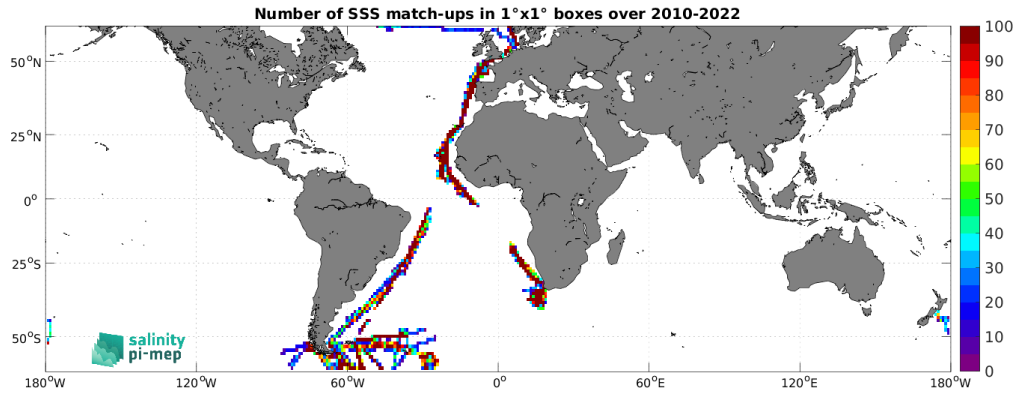 Number of SSS match-ups in 1°x1° boxes over 2010-2022
100
90
80
70
60
50
40
30
20
10
0
50°N
25°N
0°
25°S
50°S
salinity
pi-mep
180°W
120°W
60°W
0°
60°E
120°E
180°W